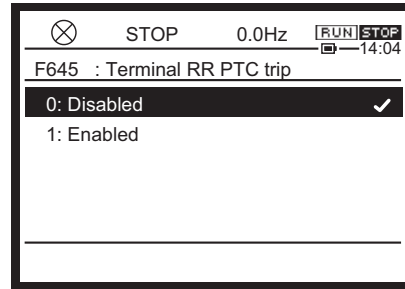 STOP 0.0Hz RUN STOP
14:04
F645 : Terminal RR PTC trip
0: Disabled
1: Enabled